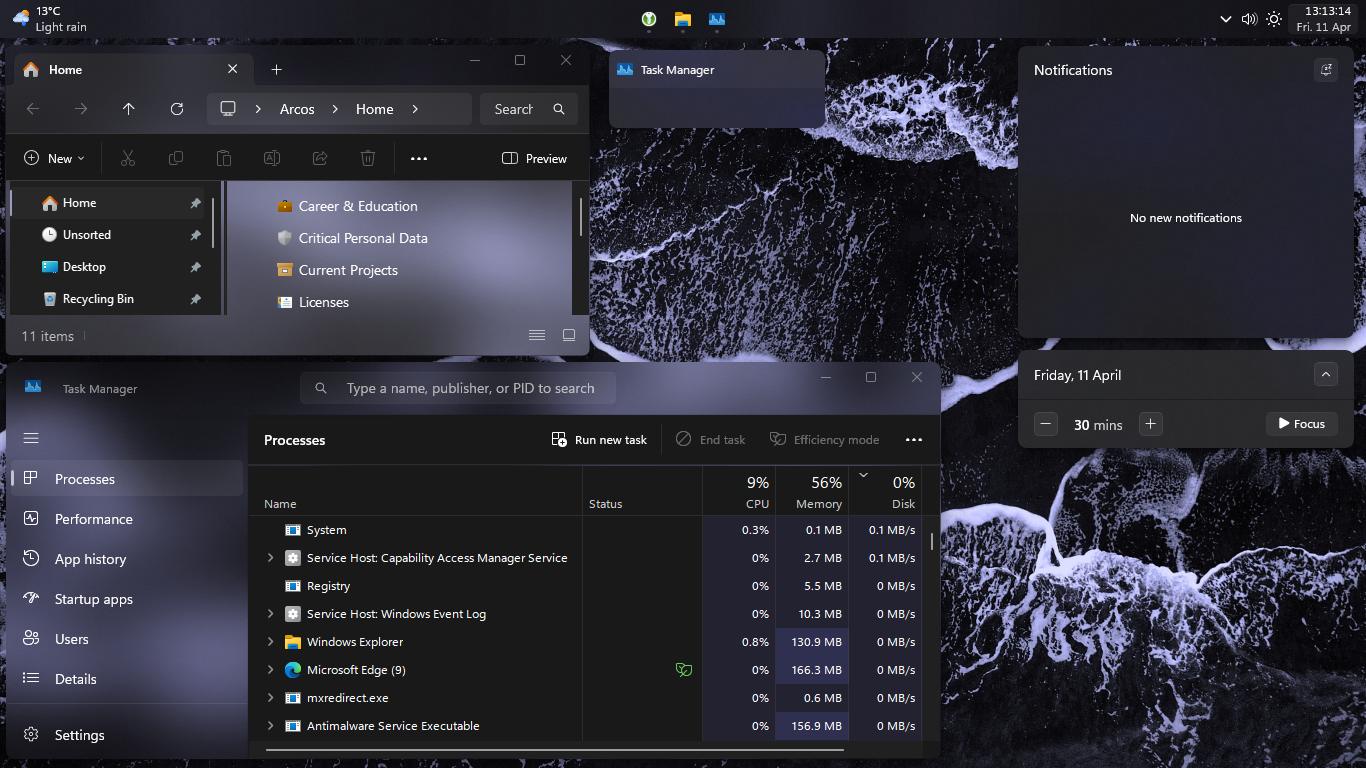 13°C
Light rain
13:13:14
Fri. 11 Apr
Home
Arcos
Home
Search
New
Preview
Home
Unsorted
Desktop
Recycling Bin
Career & Education
Critical Personal Data
Current Projects
Licenses
11 items
Task Manager
Notifications
No new notifications
Friday, 11 April
30 mins
Focus
Task Manager
Type a name, publisher, or PID to search
Processes
Performance
App history
Startup apps
Users
Details
Settings
Processes
Run new task
End task
Efficiency mode
9% 56% 0%
Name Status CPU Memory Disk
System 0.3% 0.1 MB 0.1 MB/s
Service Host: Capability Access Manager Service 0% 2.7 MB 0.1 MB/s
Registry 0% 5.5 MB 0 MB/s
Service Host: Windows Event Log 0% 10.3 MB 0 MB/s
Windows Explorer 0.8% 130.9 MB 0 MB/s
Microsoft Edge (9) 0% 166.3 MB 0 MB/s
mxredirect.exe 0% 0.6 MB 0 MB/s
Antimalware Service Executable 0% 156.9 MB 0 MB/s